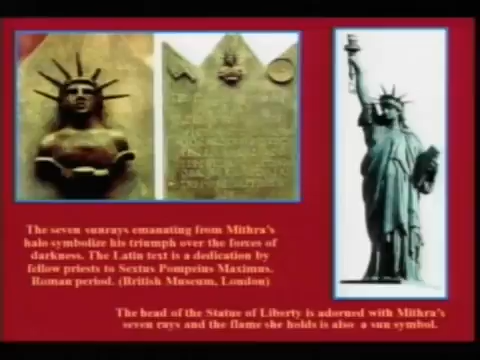 The seven sunrays emanating from Mithra's
halo symbolize his triumph over the forces of
darkness. The Latin text is a dedication by
fellow priests to Sextus Pompeius Maximus.
Roman period. (British Museum, London)
The head of the Statue of Liberty is adorned with Mithra's
seven rays and the flame she holds is also a sun symbol.